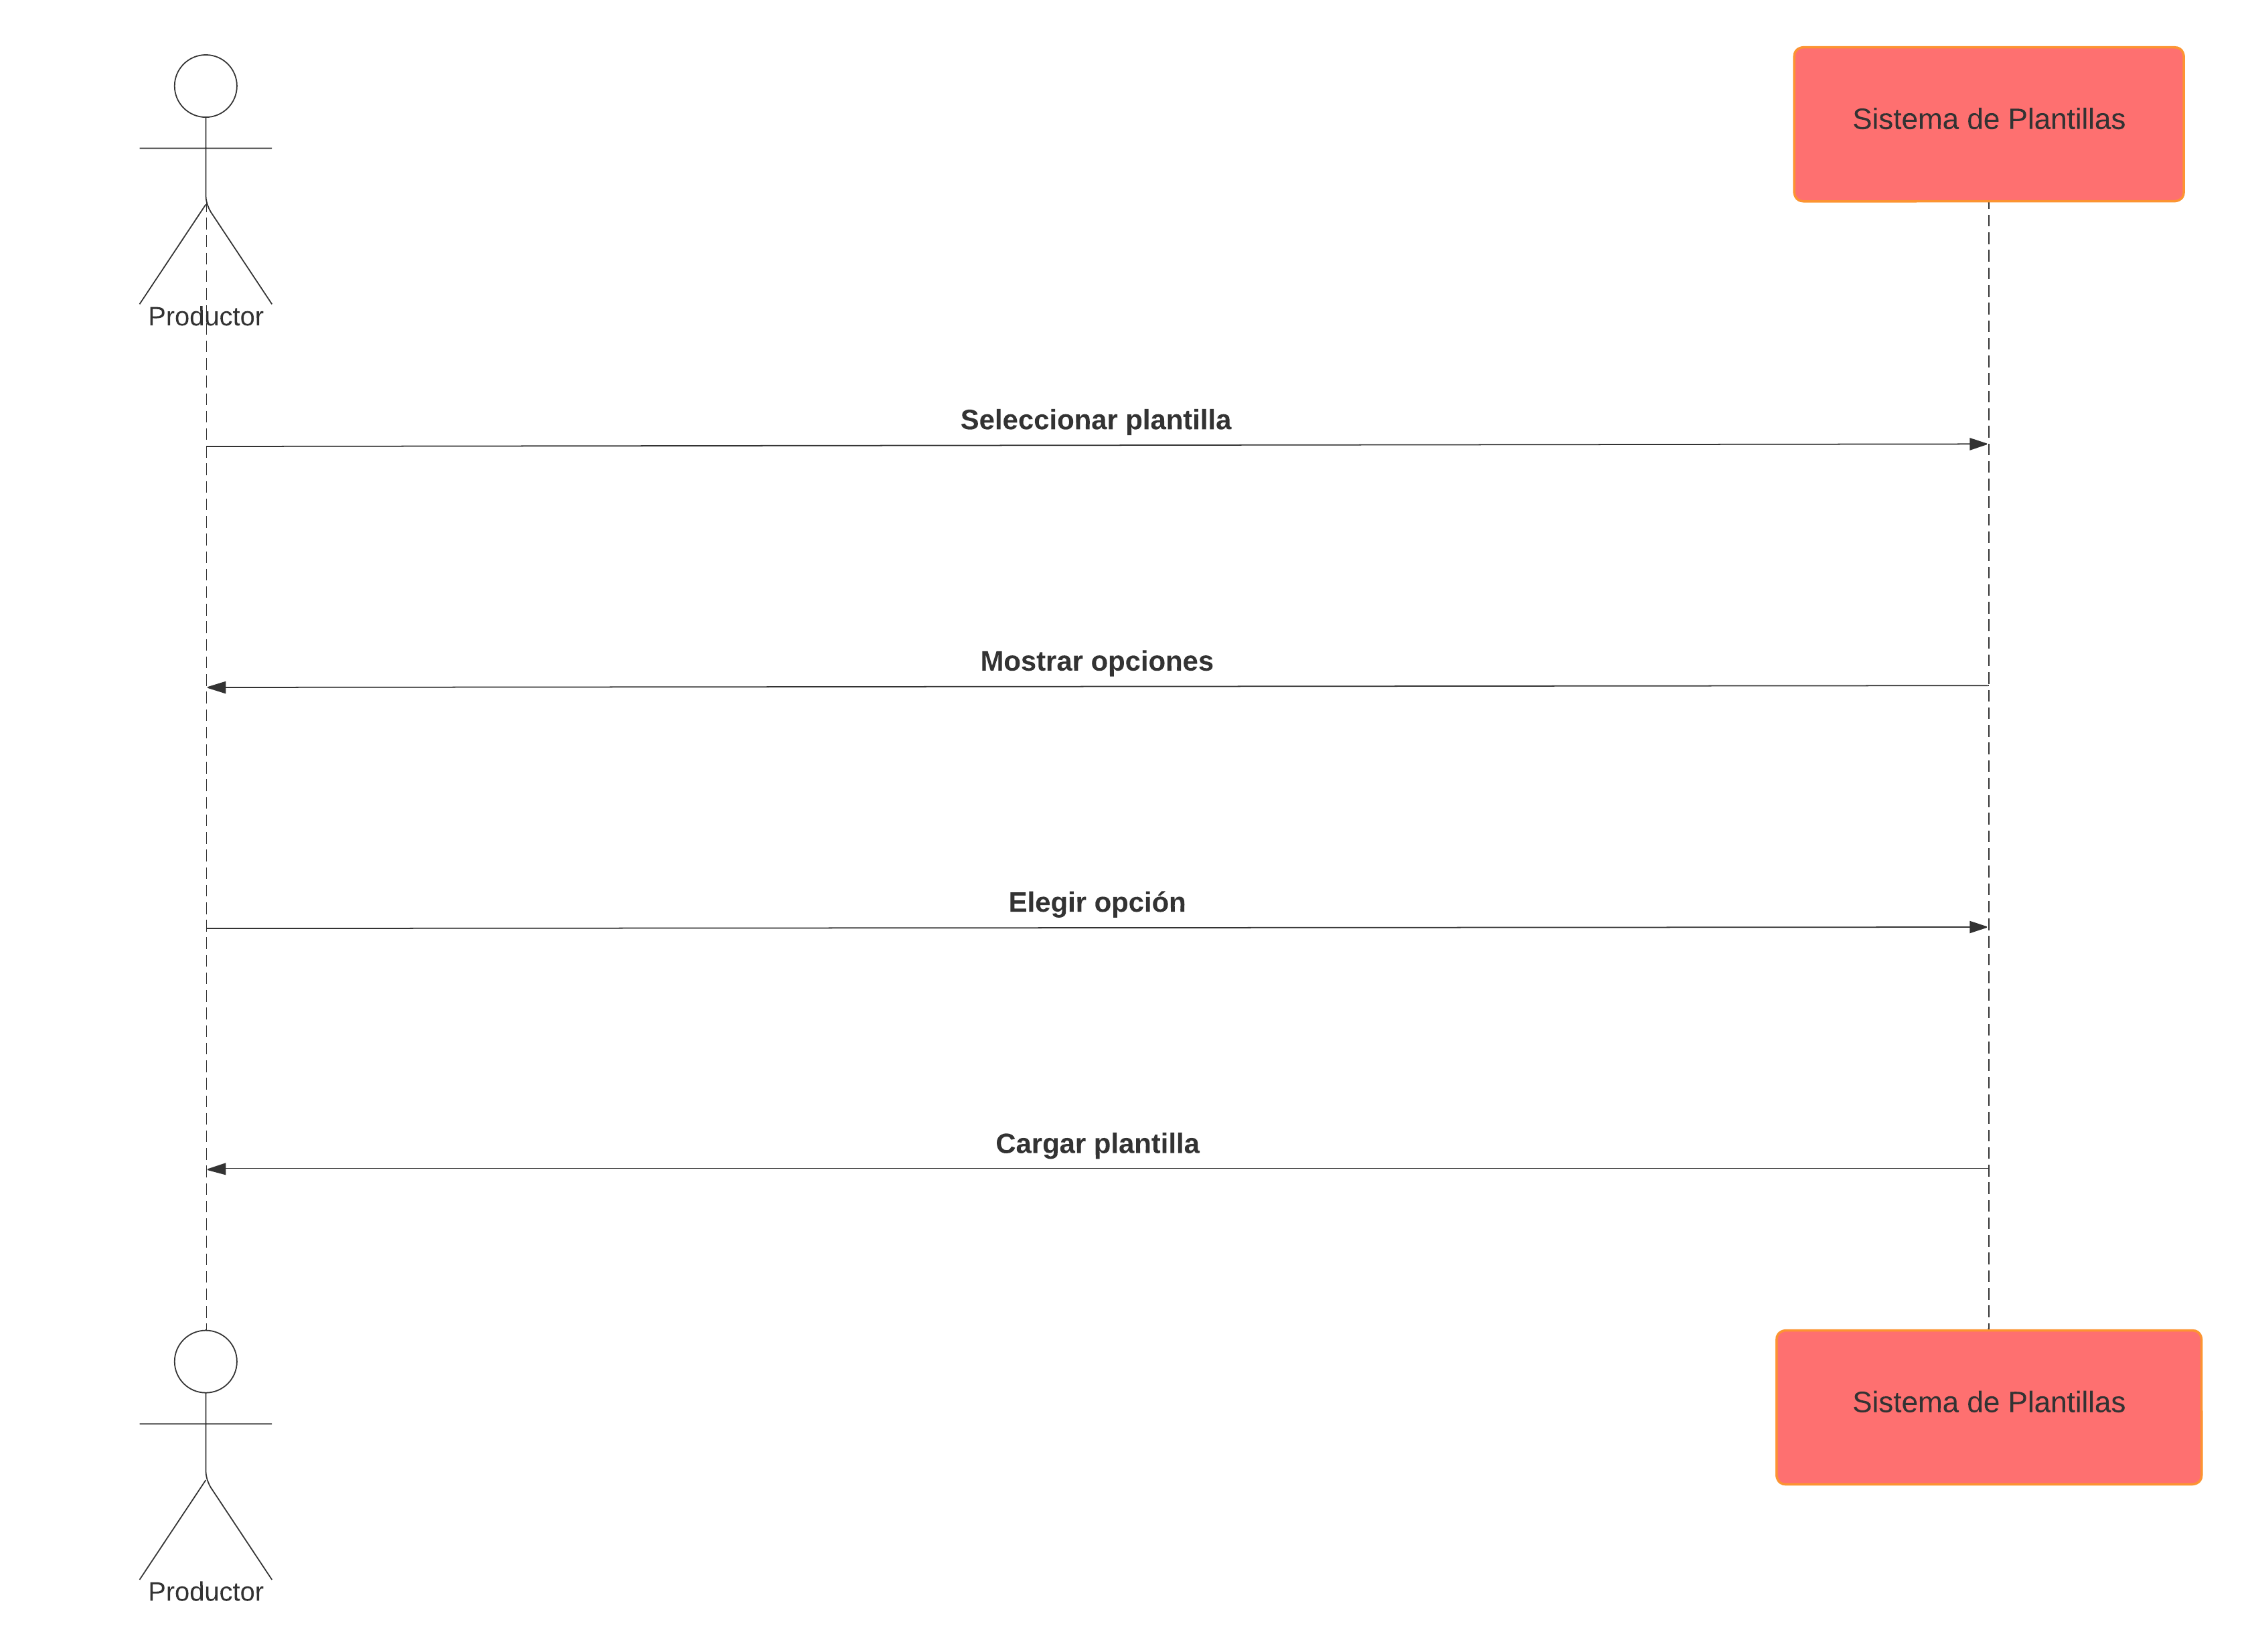 Sistema de Plantillas
Productor
Seleccionar plantilla
Mostrar opciones
Elegir opción
Cargar plantilla
Sistema de Plantillas
Productor